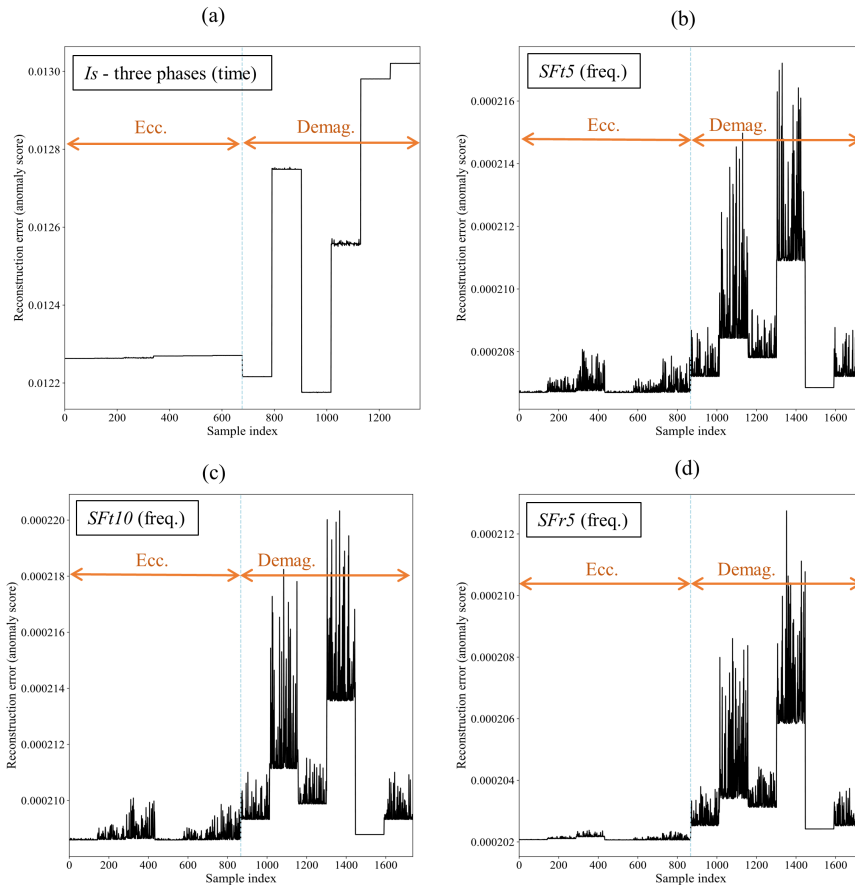 (a)
Is - three phases (time)
Ecc.
Demag.
Reconstruction error (anomaly score)
0.0130
0.0128
0.0126
0.0124
0.0122
0 200 400 600 800 1000 1200
Sample index
(b)
SFt5 (freq.)
Ecc.
Demag.
Reconstruction error (anomaly score)
0.000216
0.000214
0.000212
0.000210
0.000208
0 200 400 600 800 1000 1200 1400 1600
Sample index
(c)
SFt10 (freq.)
Ecc.
Demag.
Reconstruction error (anomaly score)
0.000220
0.000218
0.000216
0.000214
0.000212
0.000210
0 200 400 600 800 1000 1200 1400 1600
Sample index
(d)
SFr5 (freq.)
Ecc.
Demag.
Reconstruction error (anomaly score)
0.000212
0.000210
0.000208
0.000206
0.000204
0.000202
0 200 400 600 800 1000 1200 1400 1600
Sample index